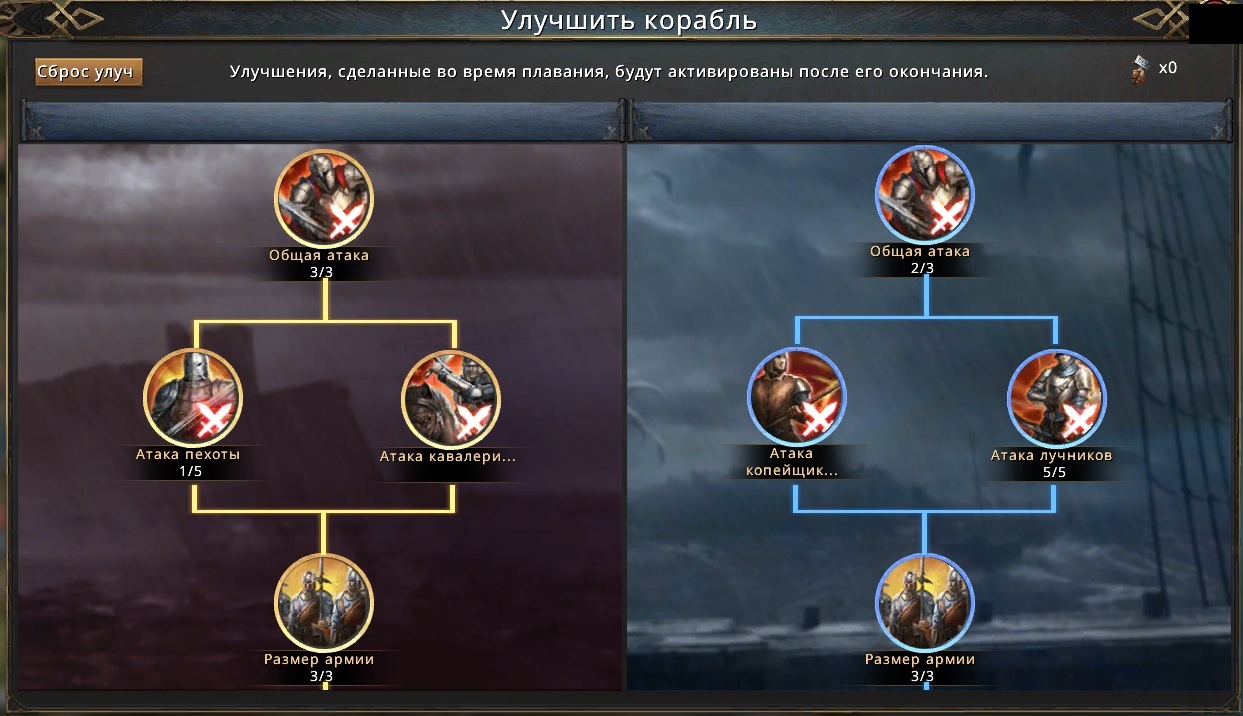 Улучшить корабль
Сброс улуч
Улучшения, сделанные во время плавания, будут активированы после его окончания.
x0
Общая атака
3/3
Общая атака
2/3
Атака пехоты
1/5
Атака кавалери...
Атака
копейщик...
Атака лучников
5/5
Размер армии
3/3
Размер армии
3/3